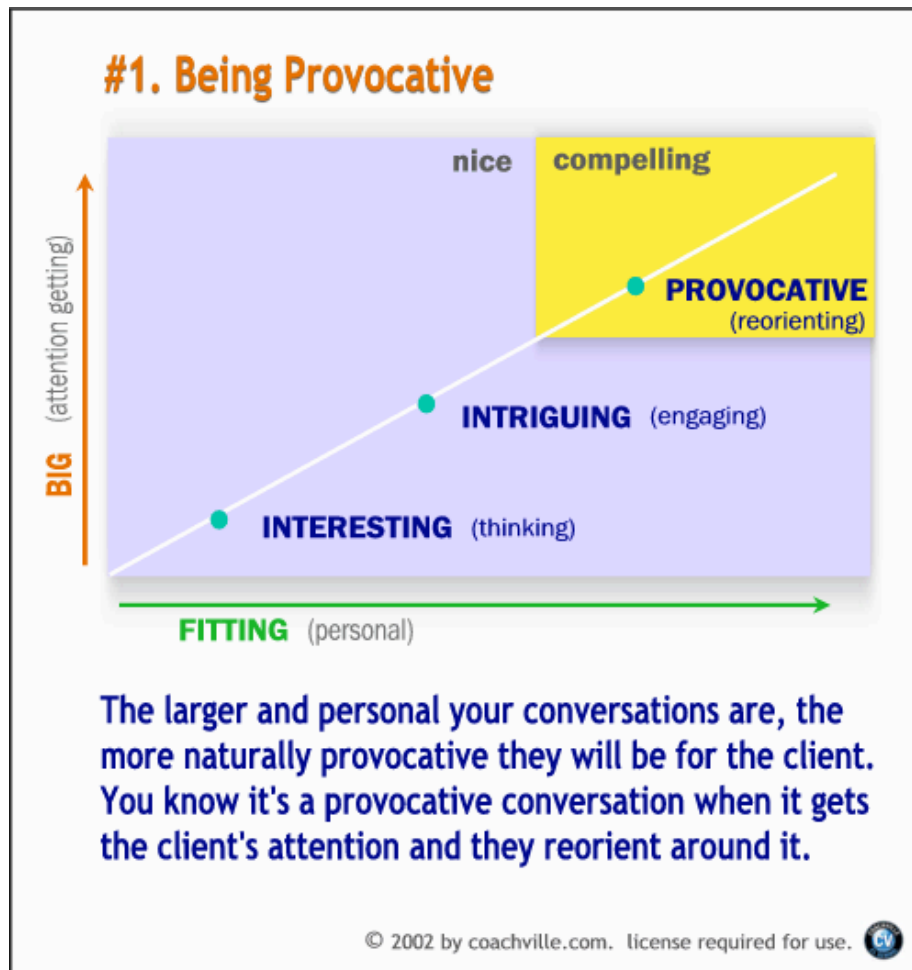 #1. Being Provocative
nice compelling
BIG (attention getting)
PROVOCATIVE
(reorienting)
INTRIGUING (engaging)
INTERESTING (thinking)
FITTING (personal)
The larger and personal your conversations are, the
more naturally provocative they will be for the client.
You know it's a provocative conversation when it gets
the client's attention and they reorient around it.
© 2002 by coachville.com. license required for use. CV